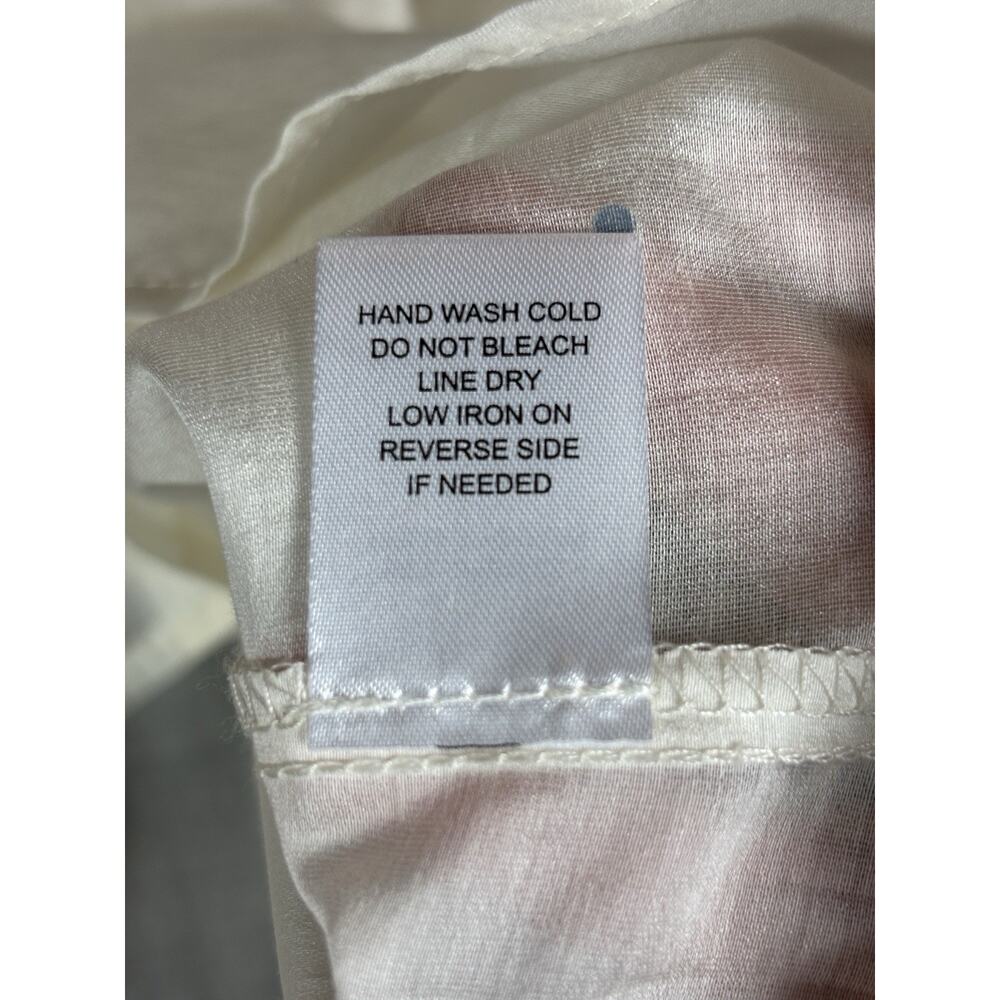 HAND WASH COLD
DO NOT BLEACH
LINE DRY
LOW IRON ON
REVERSE SIDE
IF NEEDED